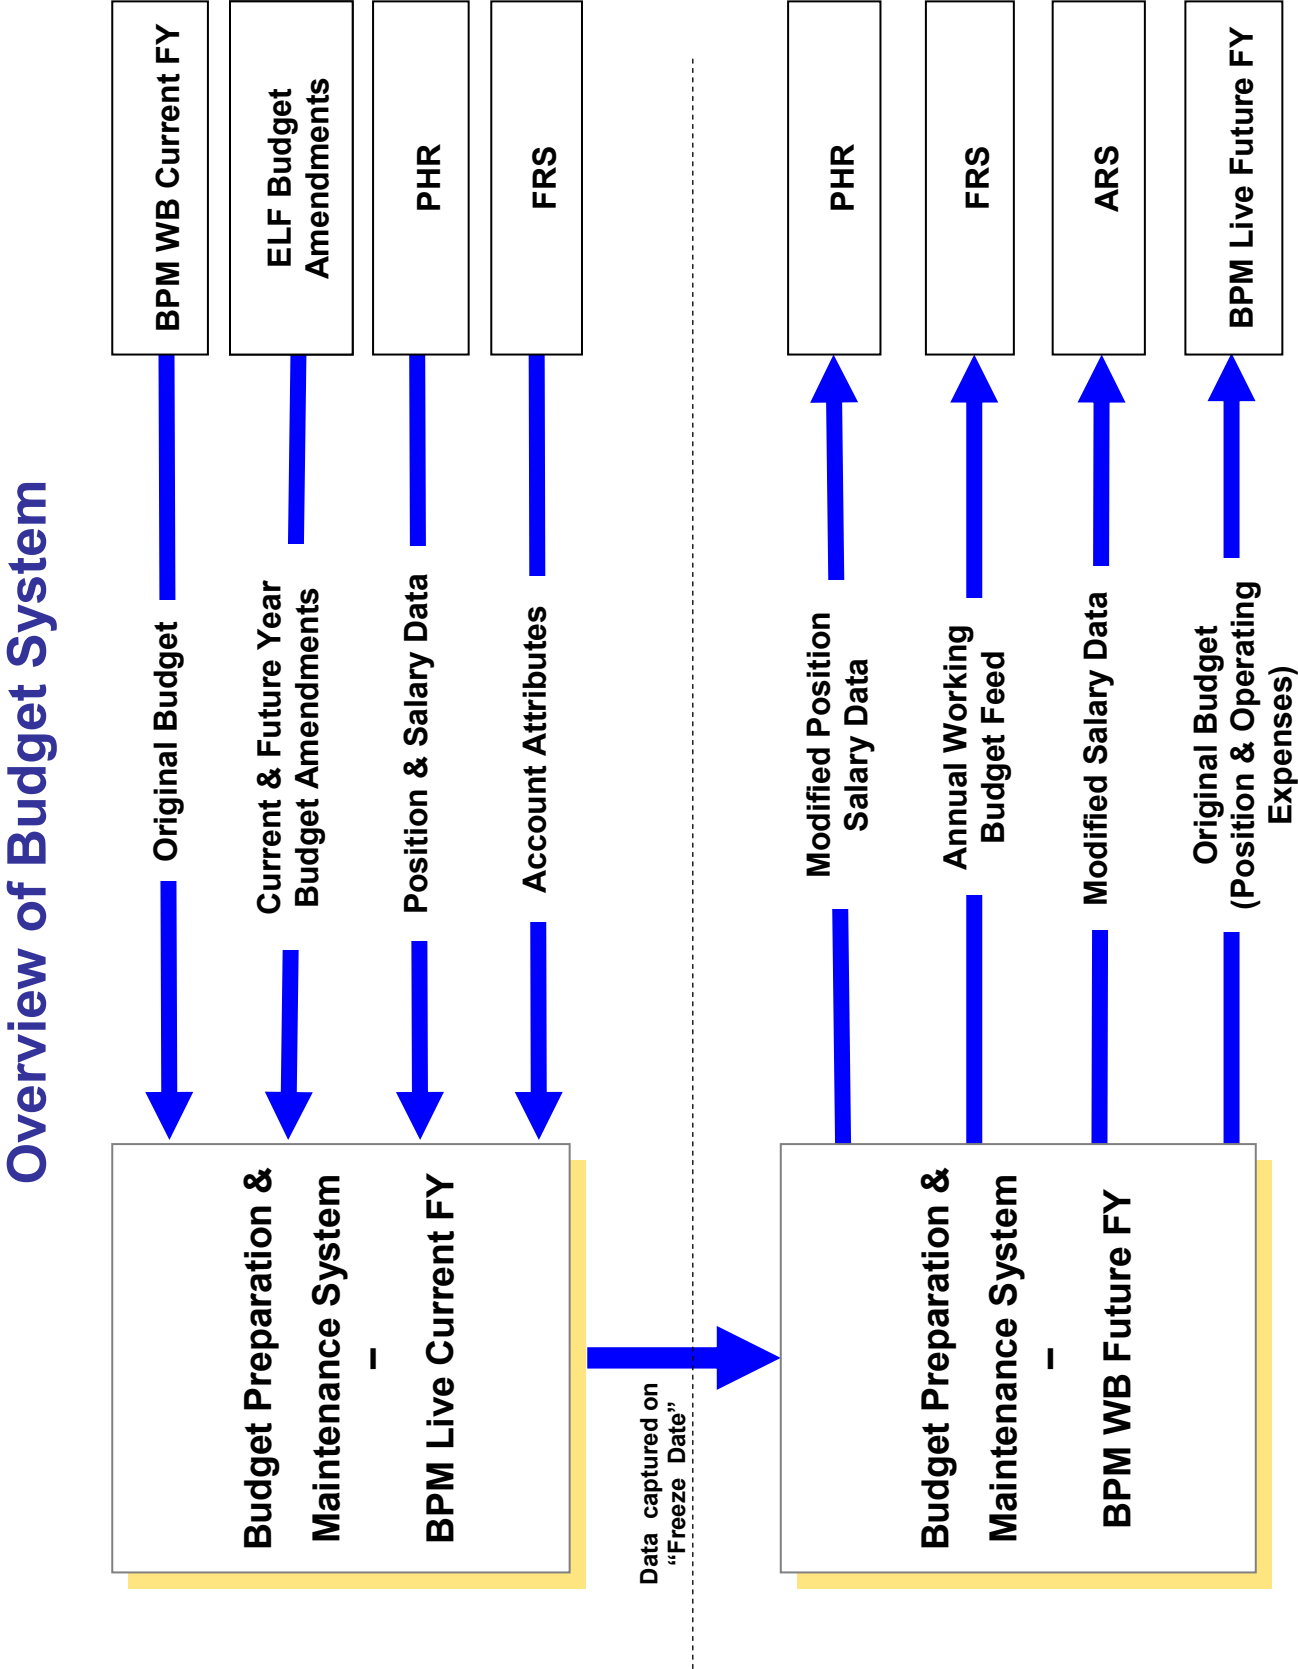 Overview of Budget System
Budget Preparation &
Maintenance System
–
BPM Live Current FY
Original Budget
BPM WB Current FY
Current & Future Year
Budget Amendments
ELF Budget
Amendments
Position & Salary Data
PHR
Account Attributes
FRS
Data captured on
“Freeze Date”
Budget Preparation &
Maintenance System
–
BPM WB Future FY
Modified Position
Salary Data
PHR
Annual Working
Budget Feed
FRS
Modified Salary Data
ARS
Original Budget
(Position & Operating
Expenses)
BPM Live Future FY